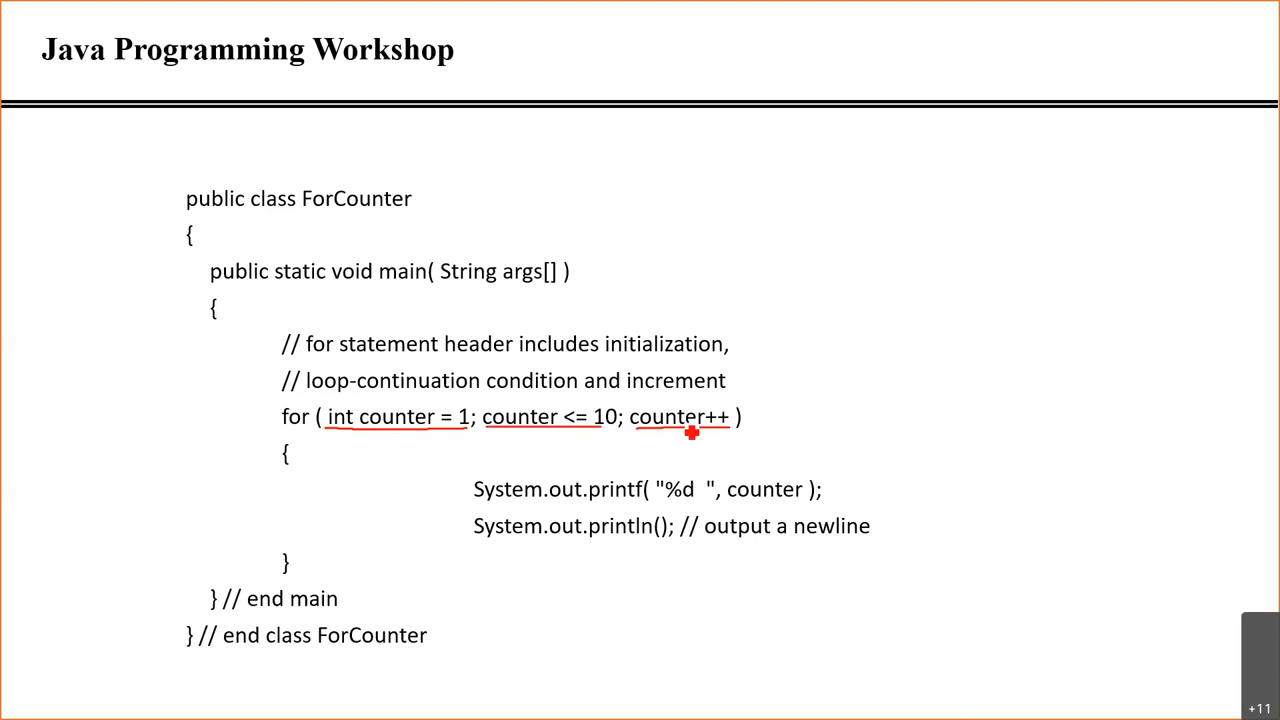 Java Programming Workshop
public class ForCounter
{
public static void main( String args[] )
{
// for statement header includes initialization,
// loop-continuation condition and increment
for ( int counter = 1; counter <= 10; counter++ )
{
System.out.printf( "%d  ", counter );
System.out.println(); // output a newline
}
} // end main
} // end class ForCounter
+11